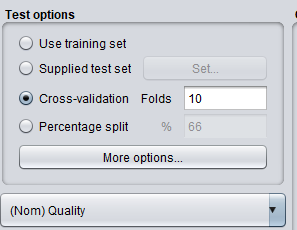 Test options
Use training set
Supplied test set Set...
Cross-validation Folds 10
Percentage split % 66
More options...
(Nom) Quality